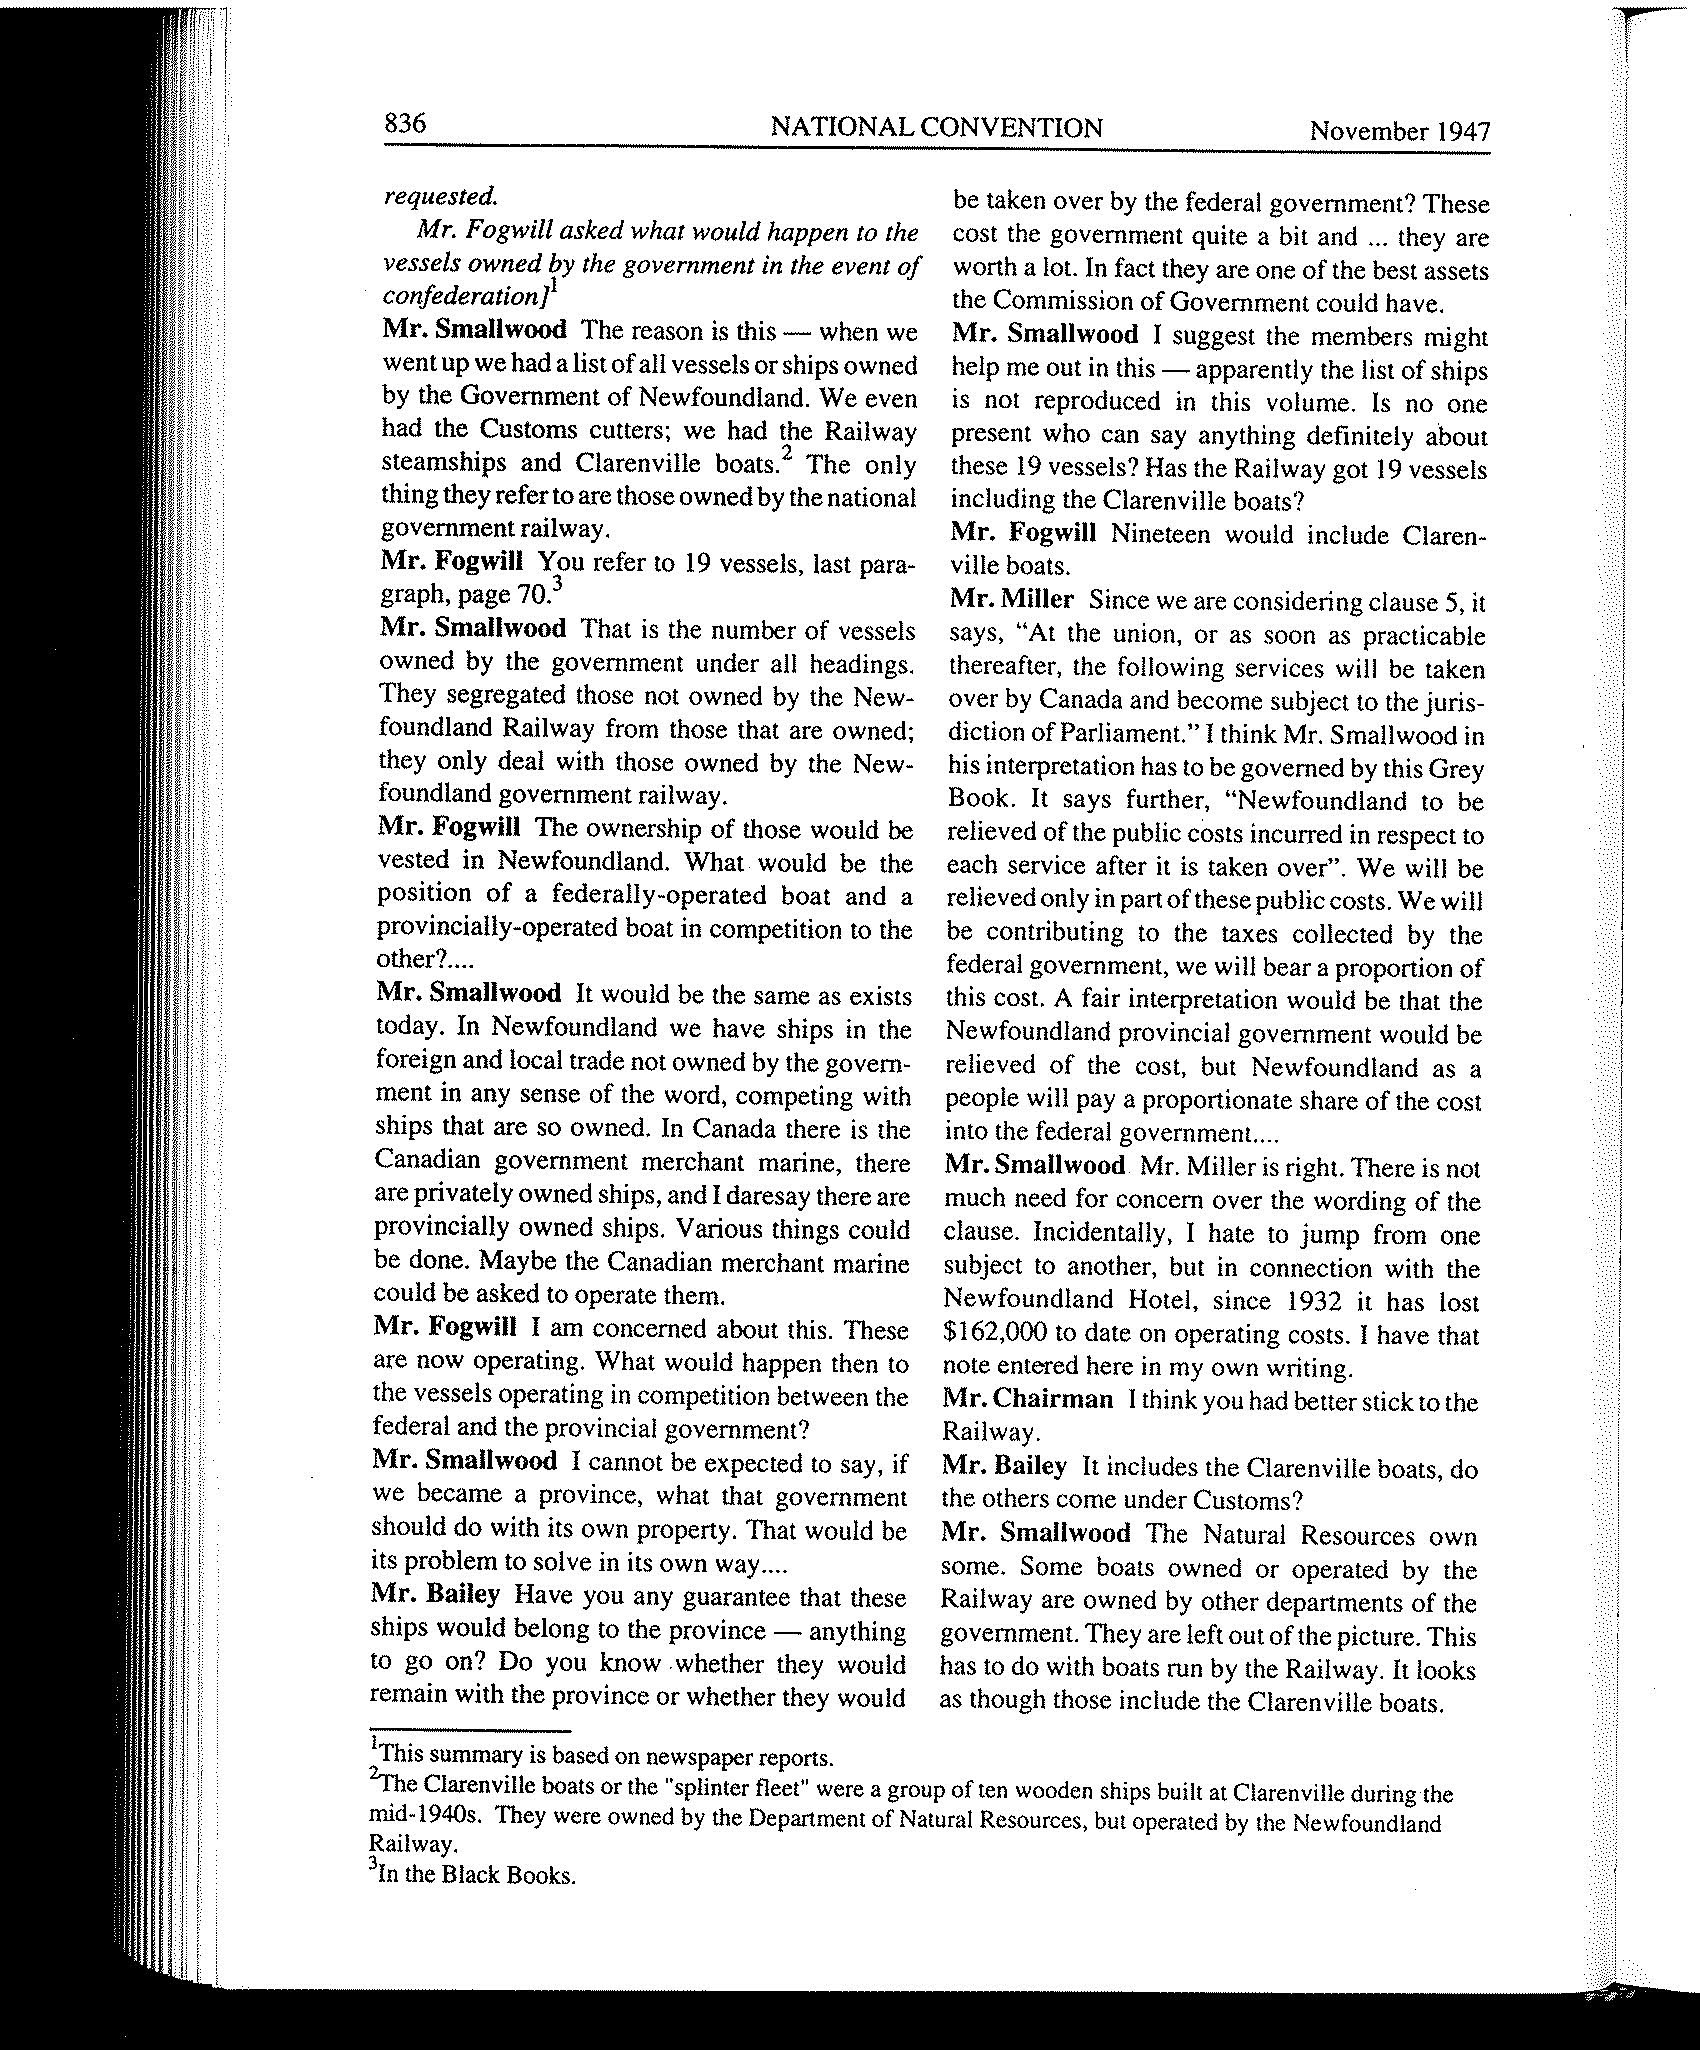 836 NATIONAL CONVENTION November 1947
requested.
Mr. Fogwill asked what would happen to the
vessels owned by the government in the event of
confederation]1
Mr. Smallwood The reason is this — when we
went up we had a list of all vessels or ships owned
by the Government of Newfoundland. We even
had the Customs cutters; we had the Railway
steamships and Clarenville boats.2 The only
thing they refer to are those owned by the national
government railway.
Mr. Fogwill You refer to 19 vessels, last para-
graph, page 70.3
Mr. Smallwood That is the number of vessels
owned by the government under all headings.
They segregated those not owned by the New-
foundland Railway from those that are owned;
they only deal with those owned by the New-
foundland government railway.
Mr. Fogwill The ownership of those would be
vested in Newfoundland. What would be the
position of a federally-operated boat and a
provincially-operated boat in competition to the
other?....
Mr. Smallwood It would be the same as exists
today. In Newfoundland we have ships in the
foreign and local trade not owned by the govern-
ment in any sense of the word, competing with
ships that are so owned. In Canada there is the
Canadian government merchant marine, there
are privately owned ships, and I daresay there are
provincially owned ships. Various things could
be done. Maybe the Canadian merchant marine
could be asked to operate them.
Mr. Fogwill I am concerned about this. These
are now operating. What would happen then to
the vessels operating in competition between the
federal and the provincial government?
Mr. Smallwood I cannot be expected to say, if
we became a province, what that government
should do with its own property. That would be
its problem to solve in its own way....
Mr. Bailey Have you any guarantee that these
ships would belong to the province — anything
to go on? Do you know whether they would
remain with the province or whether they would
be taken over by the federal government? These
cost the government quite a bit and ... they are
worth a lot. In fact they are one of the best assets
the Commission of Government could have.
Mr. Smallwood I suggest the members might
help me out in this — apparently the list of ships
is not reproduced in this volume. Is no one
present who can say anything definitely about
these 19 vessels? Has the Railway got 19 vessels
including the Clarenville boats?
Mr. Fogwill Nineteen would include Claren-
ville boats.
Mr. Miller Since we are considering clause 5, it
says, “At the union, or as soon as practicable
thereafter, the following services will be taken
over by Canada and become subject to the juris-
diction of Parliament.” I think Mr. Smallwood in
his interpretation has to be governed by this Grey
Book. It says further, “Newfoundland to be
relieved of the public costs incurred in respect to
each service after it is taken over”. We will be
relieved only in part of these public costs. We will
be contributing to the taxes collected by the
federal government, we will bear a proportion of
this cost. A fair interpretation would be that the
Newfoundland provincial government would be
relieved of the cost, but Newfoundland as a
people will pay a proportionate share of the cost
into the federal government....
Mr. Smallwood Mr. Miller is right. There is not
much need for concern over the wording of the
clause. Incidentally, I hate to jump from one
subject to another, but in connection with the
Newfoundland Hotel, since 1932 it has lost
$162,000 to date on operating costs. I have that
note entered here in my own writing.
Mr. Chairman I think you had better stick to the
Railway.
Mr. Bailey It includes the Clarenville boats, do
the others come under Customs?
Mr. Smallwood The Natural Resources own
some. Some boats owned or operated by the
Railway are owned by other departments of the
government. They are left out of the picture. This
has to do with boats run by the Railway. It looks
as though those include the Clarenville boats.
1This summary is based on newspaper reports.
2The Clarenville boats or the "splinter fleet" were a group of ten wooden ships built at Clarenville during the
mid-1940s. They were owned by the Department of Natural Resources, but operated by the Newfoundland
Railway.
3In the Black Books.